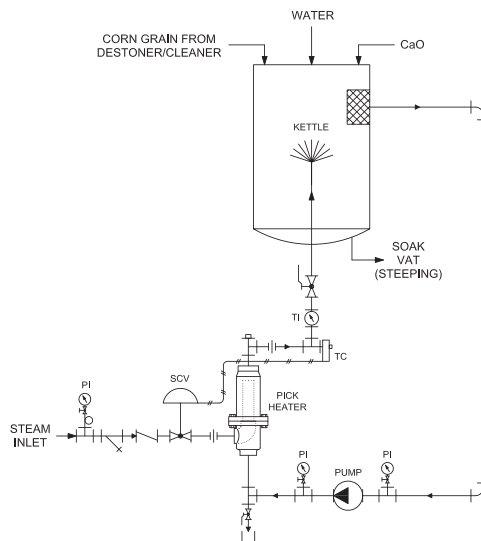 WATER
CORN GRAIN FROM
DESTONER/CLEANER
CaO
KETTLE
SOAK
VAT
(STEEPING)
TI
TC
PI
SCV
PICK
HEATER
STEAM
INLET
PI
PUMP
PI